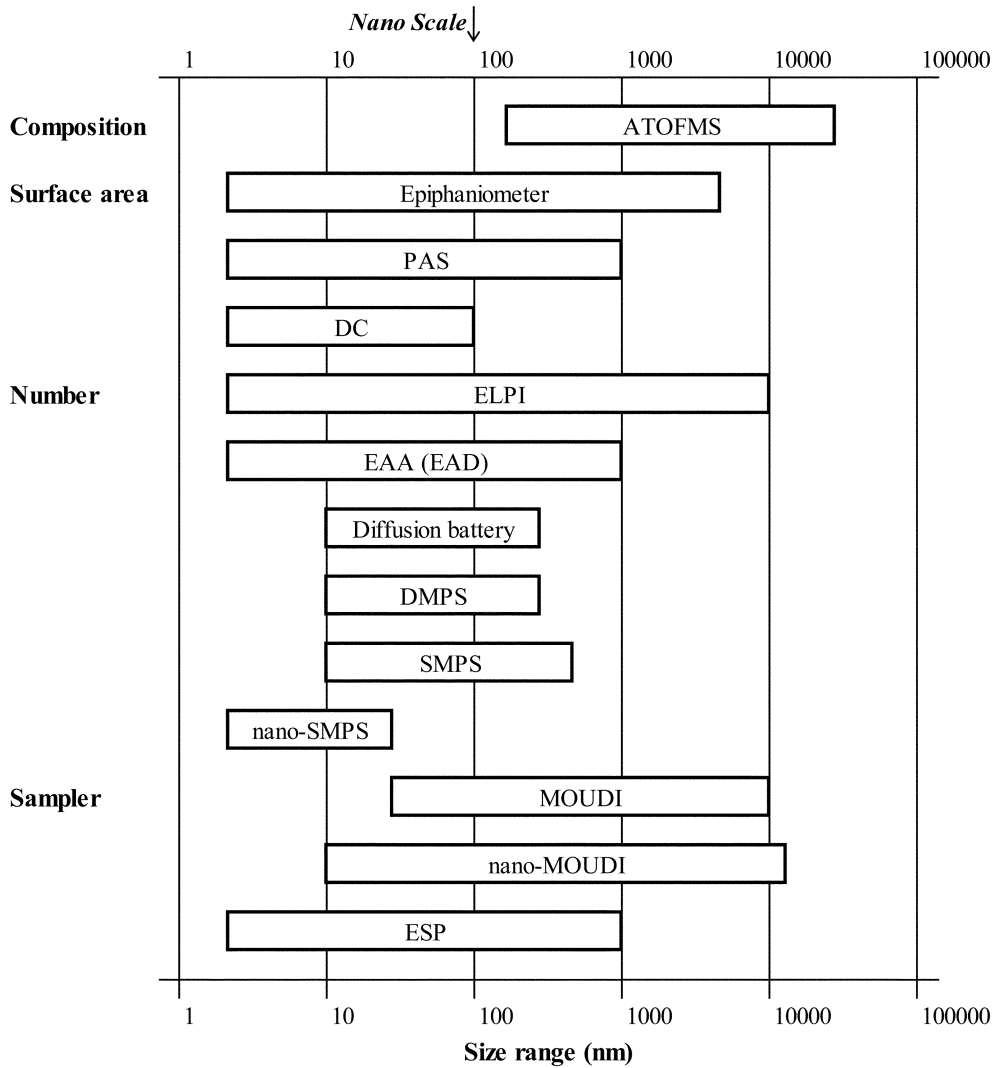 Nano Scale
1 10 100 1000 10000 100000
Composition ATOFMS
Surface area Epiphaniometer
PAS
DC
Number ELPI
EAA (EAD)
Diffusion battery
DMPS
SMPS
nano-SMPS
Sampler MOUDI
nano-MOUDI
ESP
1 10 100 1000 10000 100000
Size range (nm)